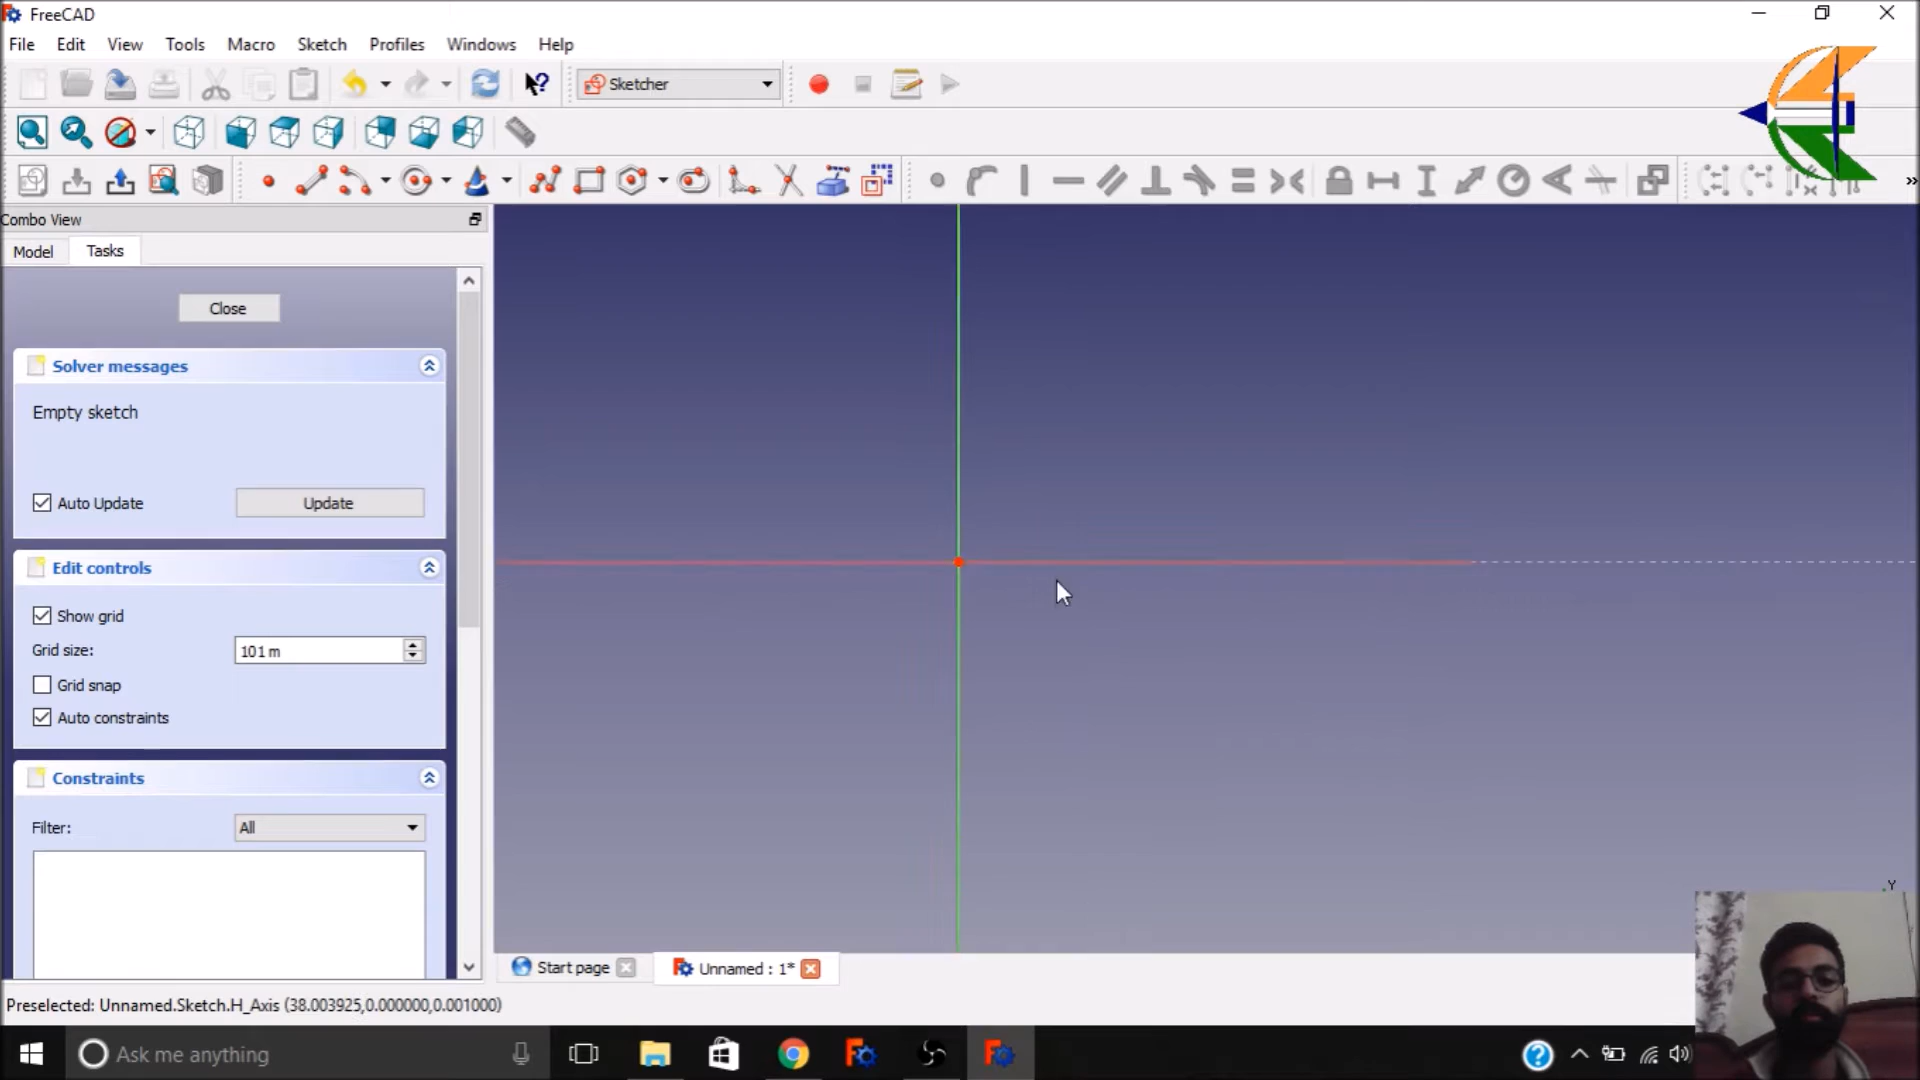 FreeCAD
File Edit View Tools Macro Sketch Profiles Windows Help
Sketcher
Combo View
Model Tasks
Close
Solver messages
Empty sketch
Auto Update Update
Edit controls
Show grid
Grid size: 101 m
Grid snap
Auto constraints
Constraints
Filter: All
Y
Start page Unnamed : 1*
Preselected: Unnamed.Sketch.H_Axis (38.003925,0.000000,0.001000)
Ask me anything